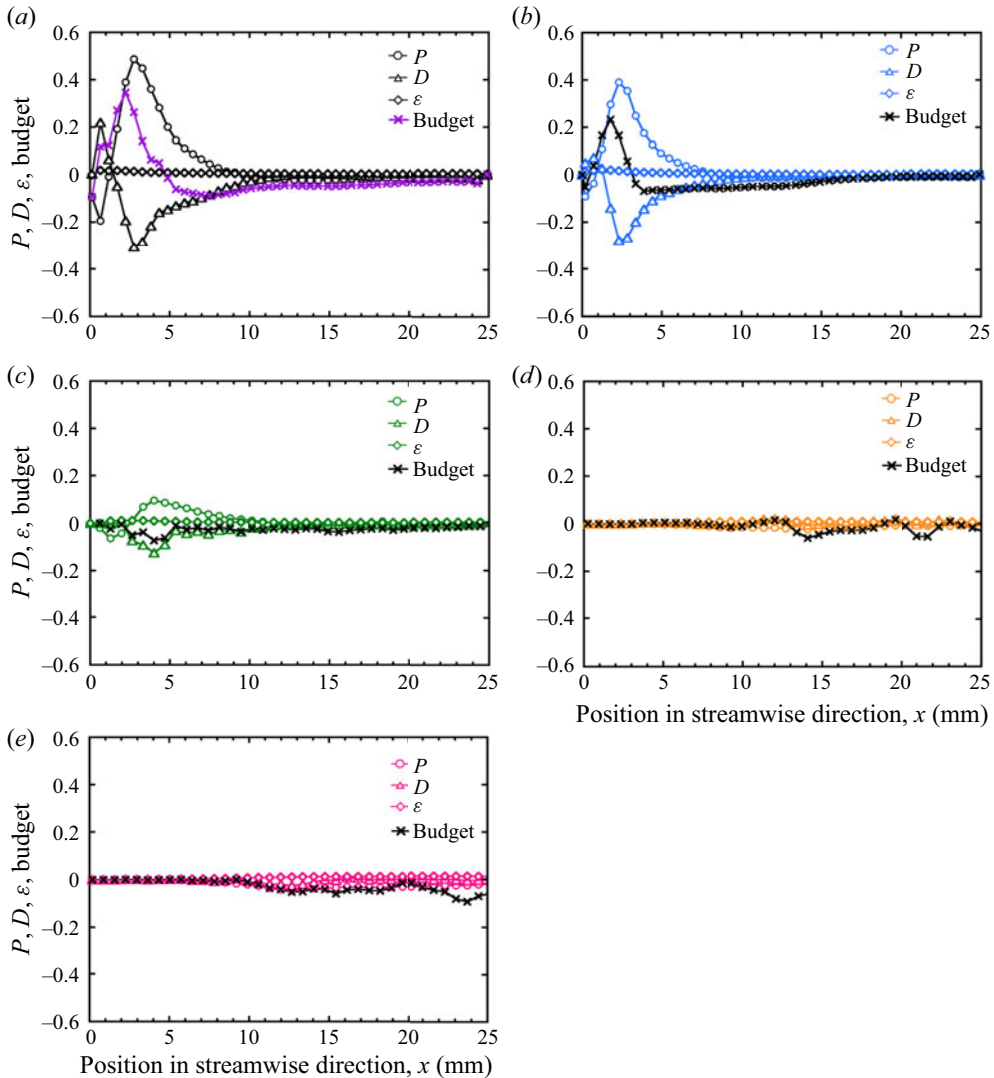 (a)
0.6
0.4
0.2
0
–0.2
–0.4
–0.6
P, D, ε, budget
P
D
ε
Budget
0 5 10 15 20 25
(b)
0.6
0.4
0.2
0
–0.2
–0.4
–0.6
P
D
ε
Budget
0 5 10 15 20 25
(c)
0.6
0.4
0.2
0
–0.2
–0.4
–0.6
P, D, ε, budget
P
D
ε
Budget
0 5 10 15 20 25
(d)
0.6
0.4
0.2
0
–0.2
–0.4
–0.6
P
D
ε
Budget
0 5 10 15 20 25
Position in streamwise direction, x (mm)
(e)
0.6
0.4
0.2
0
–0.2
–0.4
–0.6
P, D, ε, budget
P
D
ε
Budget
0 5 10 15 20 25
Position in streamwise direction, x (mm)